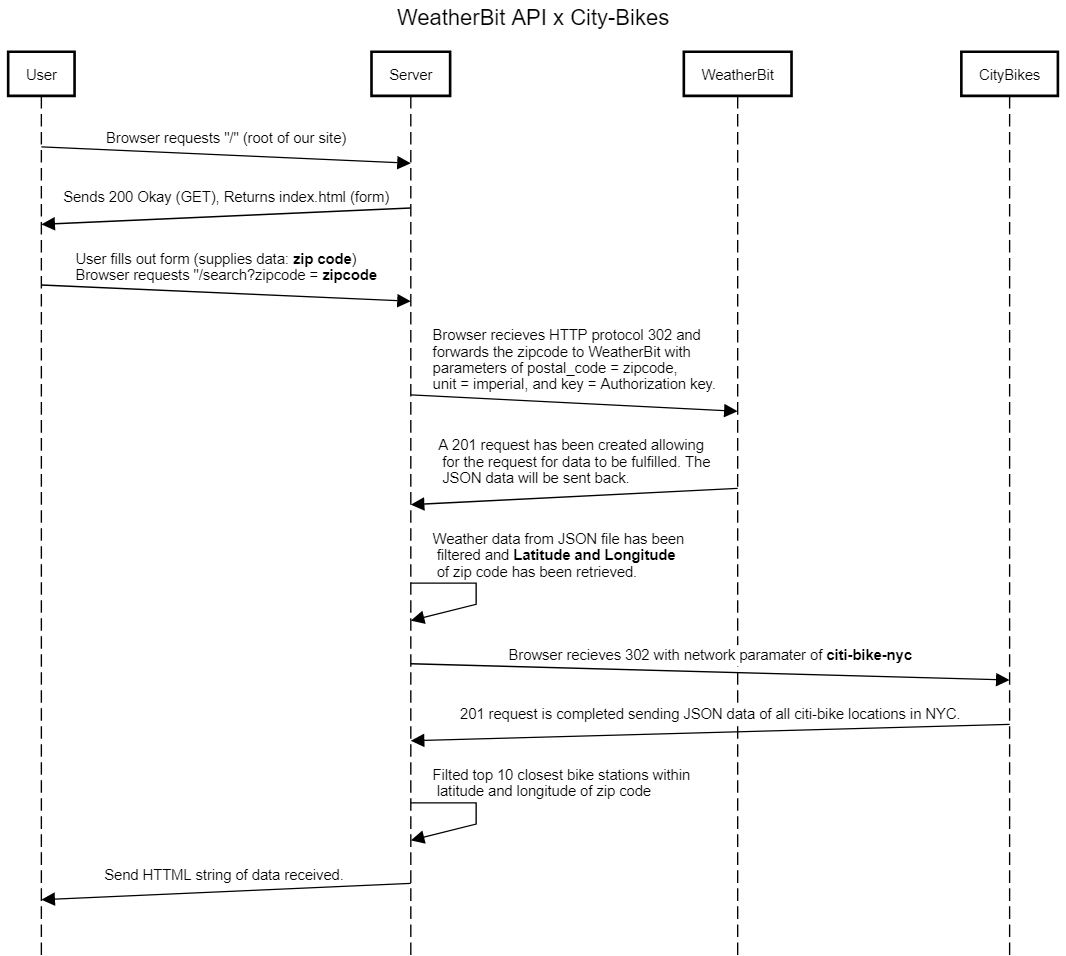 WeatherBit API x City-Bikes
User
Server
WeatherBit
CityBikes
Browser requests "/" (root of our site)
Sends 200 Okay (GET), Returns index.html (form)
User fills out form (supplies data: zip code)
Browser requests "/search?zipcode = zipcode
Browser recieves HTTP protocol 302 and
forwards the zipcode to WeatherBit with
parameters of postal_code = zipcode,
unit = imperial, and key = Authorization key.
A 201 request has been created allowing
for the request for data to be fulfilled. The
JSON data will be sent back.
Weather data from JSON file has been
filtered and Latitude and Longitude
of zip code has been retrieved.
Browser recieves 302 with network paramater of citi-bike-nyc
201 request is completed sending JSON data of all citi-bike locations in NYC.
Filted top 10 closest bike stations within
latitude and longitude of zip code
Send HTTML string of data received.